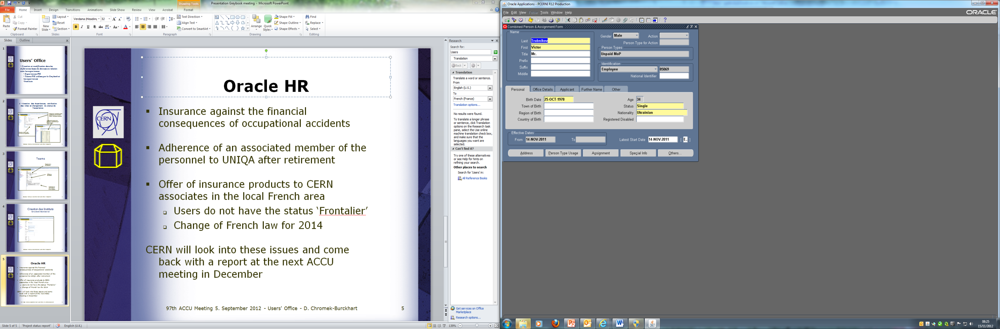 Presentation Greybook meeting - Microsoft PowerPoint
Drawing Tools
File Home Insert Design Transitions Animations Slide Show Review View Acrobat Format
Paste
Cut
Copy
Format Painter
Clipboard
New
Slide
Layout
Reset
Section
Slides
Verdana (Heading 32
Font
Paragraph
Text Direction
Align Text
Convert to SmartArt
Arrange
Quick
Styles
Shape Fill
Shape Outline
Shape Effects
Drawing
Find
Replace
Select
Editing
Slides Outline
1
Users' Office
2
3
Teams
4
Creation des Instituts
5
Oracle HR
Oracle HR
CERN
Insurance against the financial
consequences of occupational accidents
Adherence of an associated member of the
personnel to UNIQA after retirement
Offer of insurance products to CERN
associates in the local French area
Users do not have the status ‘Frontalier’
Change of French law for 2014
CERN will look into these issues and come
back with a report at the next ACCU
meeting in December
97th ACCU Meeting 5. September 2012 - Users' Office - D. Chromek-Burckhart
5
Research
Search for:
Users
Translation
Back
Translation
Translate a word or sentence.
From
English (U.S.)
To
French (France)
Translation options...
No results were found.
To translate a longer phrase
or sentence, click Translation
options on the Research task
pane, select the Use online
machine translation check box,
and make sure that the
languages you want are
selected.
Can't find it?
Try one of these alternatives
or see Help for hints on
refining your search.
Other places to search
Search for 'Users' in:
All Reference Books
Get services on Office
Marketplace
Research options...
Slide 5 of 5 "Project status report" English (U.K.)
139%
Oracle Applications - PCERNI R12 Production
File Edit View Folder Tools Window Help
ORACLE
Combined Person & Assignment Form
Name
Last Trubnikov
First Victor
Title Mr.
Prefix
Suffix
Middle
Gender Male Action
Person Type for Action
Person Types
Unpaid MoP
Identification
Employee 85069
National Identifier
Personal Office Details Applicant Further Name Other
Birth Date 25-OCT-1978 Age 34
Town of Birth Status Single
Region of Birth Nationality Ukrainian
Country of Birth Registered Disabled
Effective Dates
From 14-NOV-2011 To Latest Start Date 14-NOV-2011 [ E.. ]
Address Person Type Usage Assignment Special Info Others...
08:25
15/11/2012